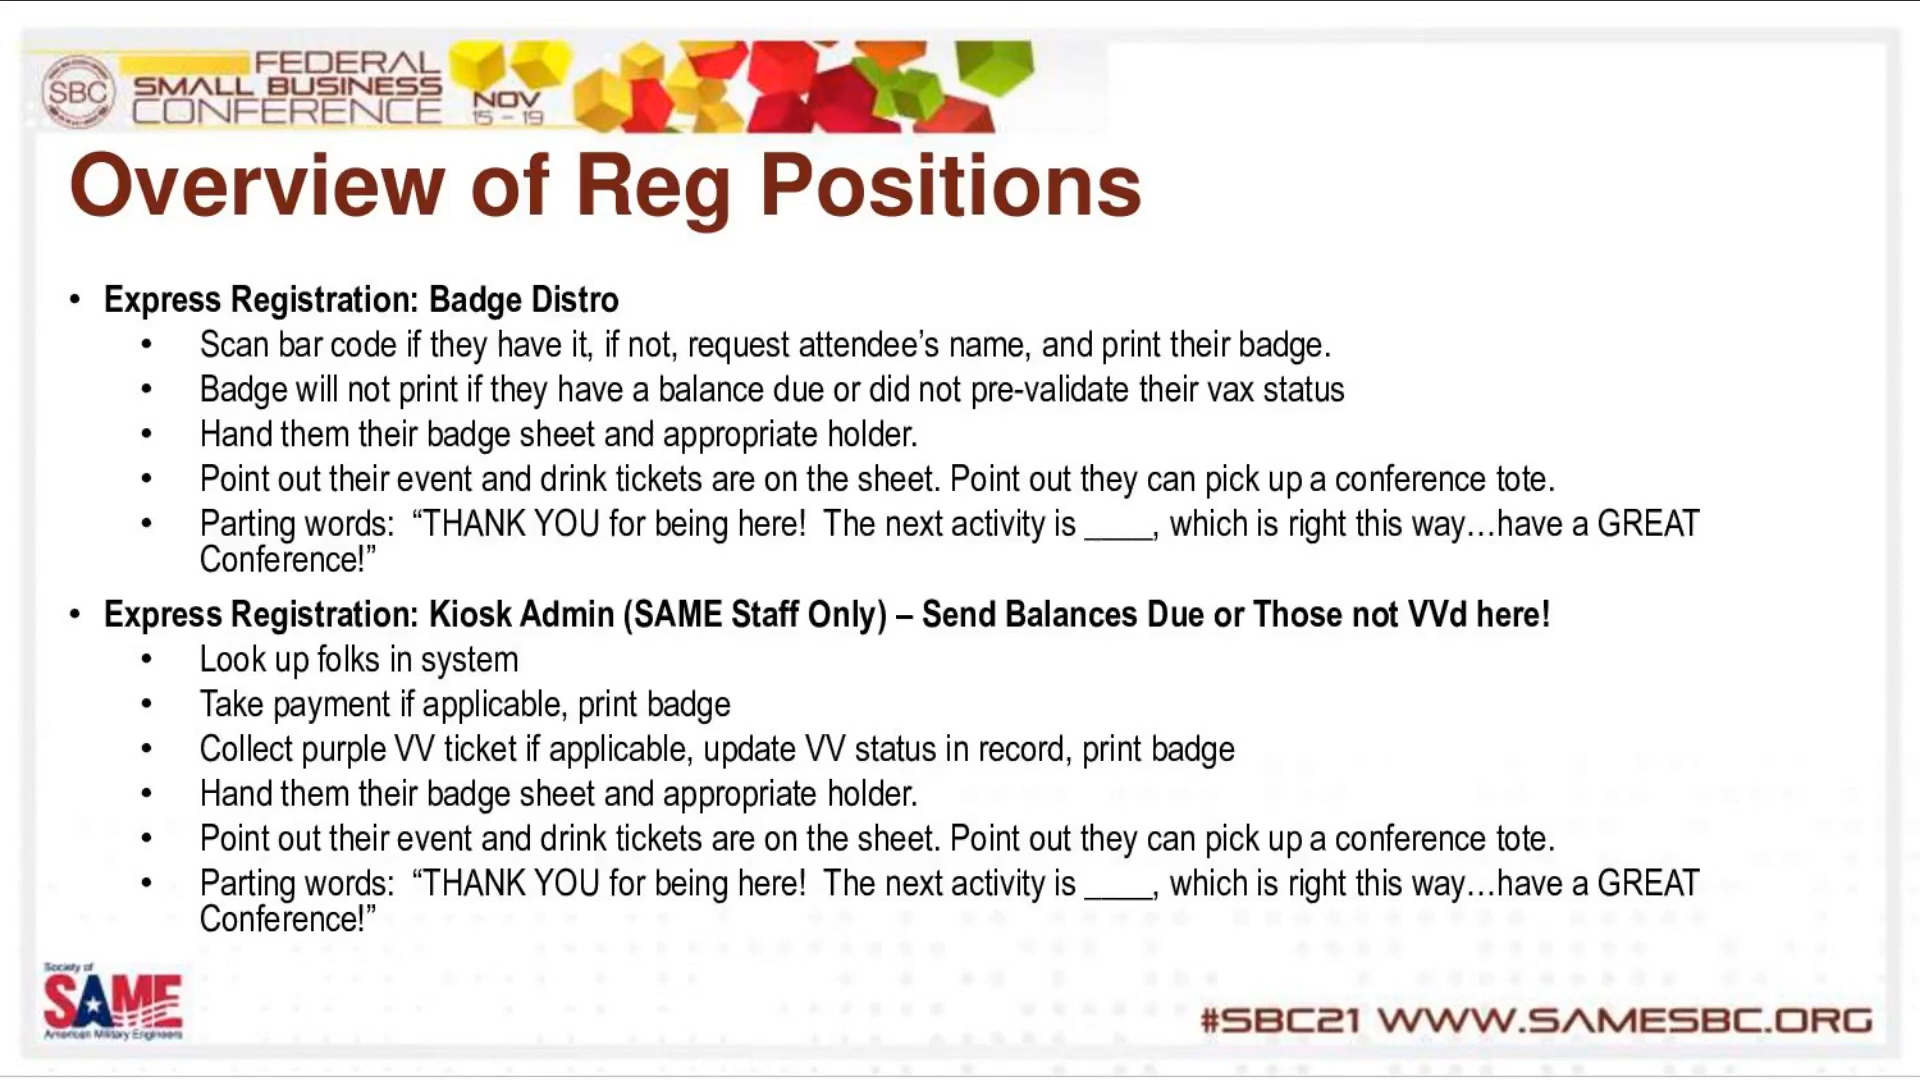 SBC
FEDERAL
SMALL BUSINESS
CONFERENCE
NOV
15 – 19
Overview of Reg Positions
• Express Registration: Badge Distro
• Scan bar code if they have it, if not, request attendee’s name, and print their badge.
• Badge will not print if they have a balance due or did not pre-validate their vax status
• Hand them their badge sheet and appropriate holder.
• Point out their event and drink tickets are on the sheet. Point out they can pick up a conference tote.
• Parting words:  “THANK YOU for being here!  The next activity is ____, which is right this way…have a GREAT
Conference!”
• Express Registration: Kiosk Admin (SAME Staff Only) – Send Balances Due or Those not VVd here!
• Look up folks in system
• Take payment if applicable, print badge
• Collect purple VV ticket if applicable, update VV status in record, print badge
• Hand them their badge sheet and appropriate holder.
• Point out their event and drink tickets are on the sheet. Point out they can pick up a conference tote.
• Parting words:  “THANK YOU for being here!  The next activity is ____, which is right this way…have a GREAT
Conference!”
Society of
SAME
American Military Engineers
#SBC21 WWW.SAMESBC.ORG